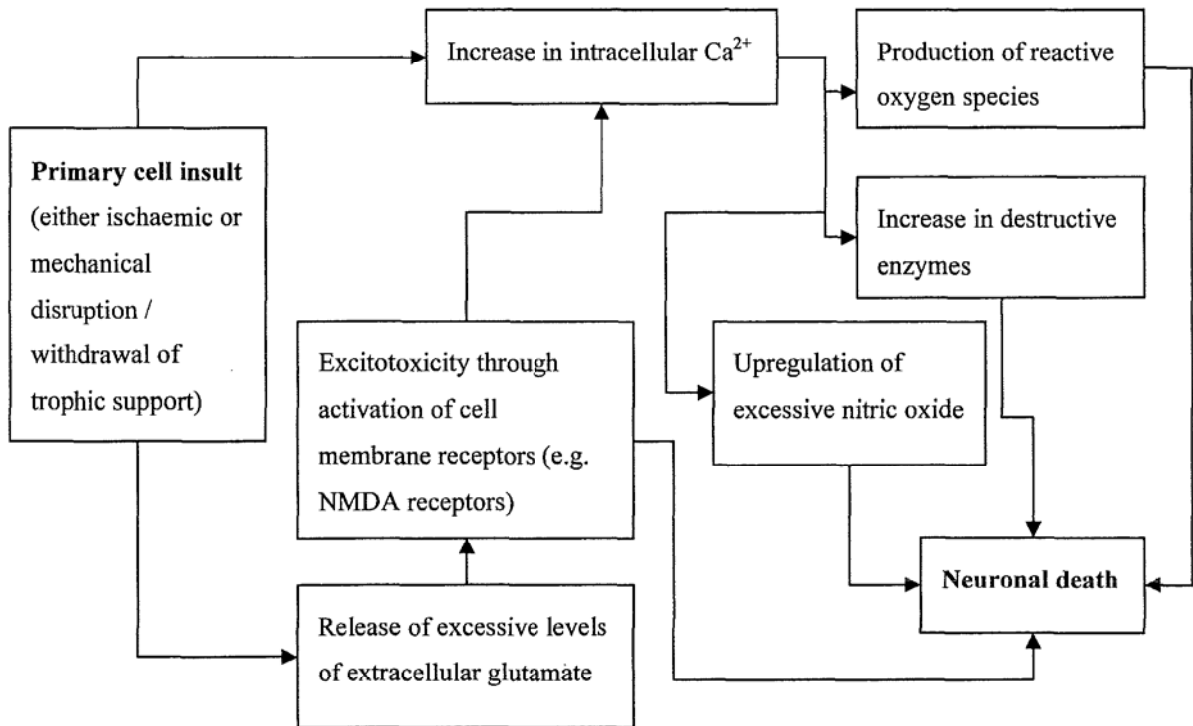 Increase in intracellular Ca²⁺
Production of reactive
oxygen species
Primary cell insult
(either ischaemic or
mechanical
disruption /
withdrawal of
trophic support)
Increase in destructive
enzymes
Excitotoxicity through
activation of cell
membrane receptors (e.g.
NMDA receptors)
Upregulation of
excessive nitric oxide
Neuronal death
Release of excessive levels
of extracellular glutamate